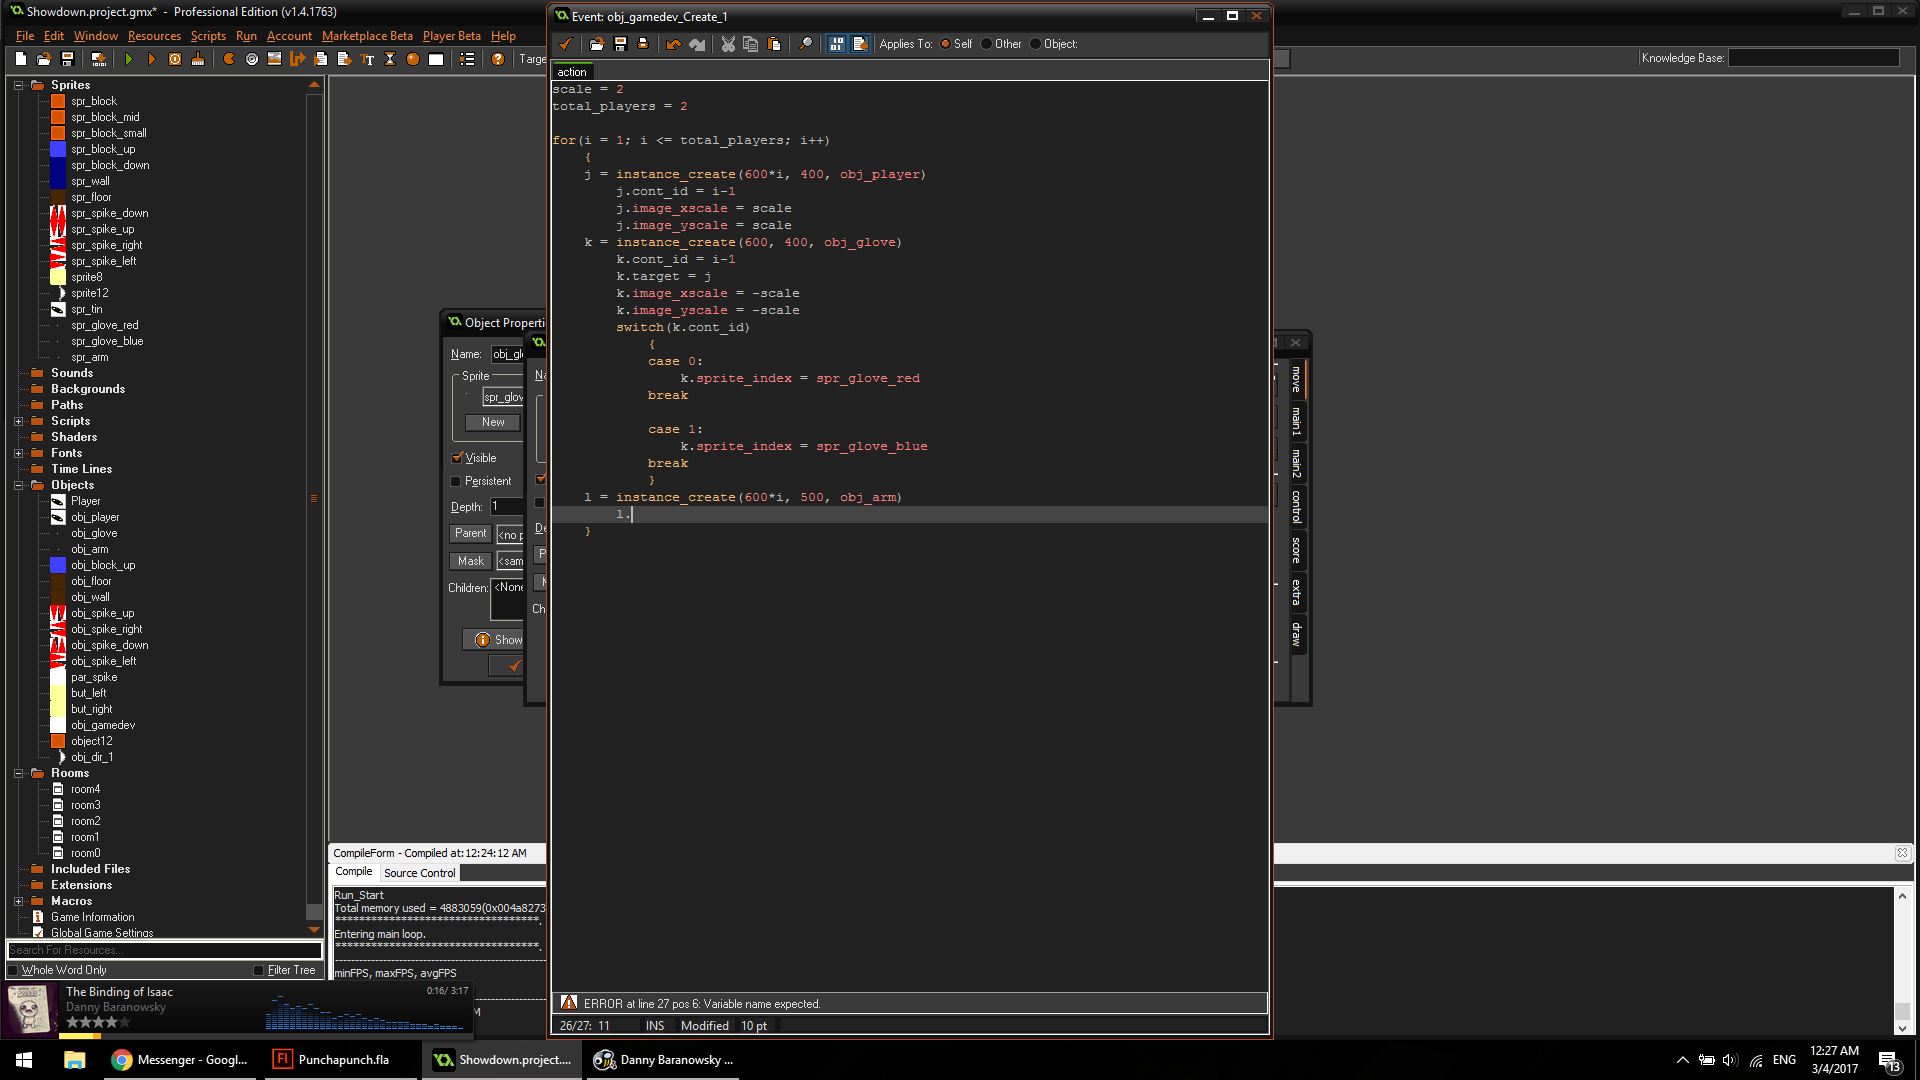 Showdown.project.gmx* - Professional Edition (v1.4.1763)
File Edit Window Resources Scripts Run Account Marketplace Beta Player Beta Help
Targe
Knowledge Base:
Sprites
spr_block
spr_block_mid
spr_block_small
spr_block_up
spr_block_down
spr_wall
spr_floor
spr_spike_down
spr_spike_up
spr_spike_right
spr_spike_left
sprite8
sprite12
spr_tin
spr_glove_red
spr_glove_blue
spr_arm
Sounds
Backgrounds
Paths
Scripts
Shaders
Fonts
Time Lines
Objects
Player
obj_player
obj_glove
obj_arm
obj_block_up
obj_floor
obj_wall
obj_spike_up
obj_spike_right
obj_spike_down
obj_spike_left
par_spike
but_left
but_right
obj_gamedev
object12
obj_dir_1
Rooms
room4
room3
room2
room1
room0
Included Files
Extensions
Macros
Game Information
Global Game Settings
Search For Resources...
Whole Word Only
Filter Tree
Object Properti
Name: obj_gl
Sprite
spr_glov
New
Visible
Persistent
Depth: 1
Parent <no p
Mask <sam
Children: <None
Show
Na
De
P
M
Ch
Event: obj_gamedev_Create_1
Applies To: Self Other Object:
action
scale = 2
total_players = 2
for(i = 1; i <= total_players; i++)
{
j = instance_create(600*i, 400, obj_player)
j.cont_id = i-1
j.image_xscale = scale
j.image_yscale = scale
k = instance_create(600, 400, obj_glove)
k.cont_id = i-1
k.target = j
k.image_xscale = -scale
k.image_yscale = -scale
switch(k.cont_id)
{
case 0:
k.sprite_index = spr_glove_red
break
case 1:
k.sprite_index = spr_glove_blue
break
}
l = instance_create(600*i, 500, obj_arm)
l.
}
ERROR at line 27 pos 6: Variable name expected.
26/27: 11 INS Modified 10 pt
move
main1
main2
control
score
extra
draw
CompileForm - Compiled at:12:24:12 AM
Compile Source Control
Run_Start
Total memory used = 4883059(0x004a8273
**********************************.
Entering main loop.
**********************************.
minFPS, maxFPS, avgFPS
M
The Binding of Isaac
0:16/ 3:17
Danny Baranowsky
Messenger - Googl...
Punchapunch.fla
Showdown.project....
Danny Baranowsky ...
ENG
12:27 AM
3/4/2017
13